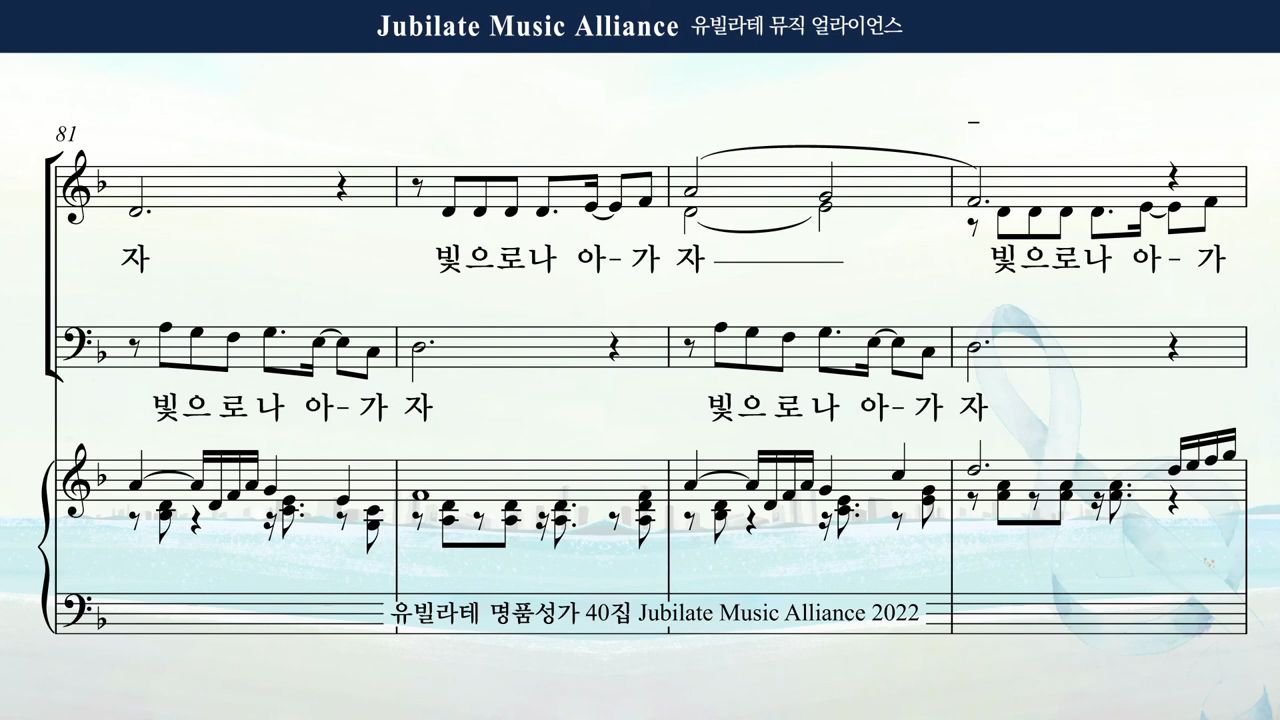 Jubilate Music Alliance 유빌라테 뮤직 얼라이언스
81
자 빛으로나 아- 가 자 빛으로나 아- 가
빛으 로 나 아- 가 자 빛으 로 나 아- 가 자
유빌라테 명품성가 40집 Jubilate Music Alliance 2022